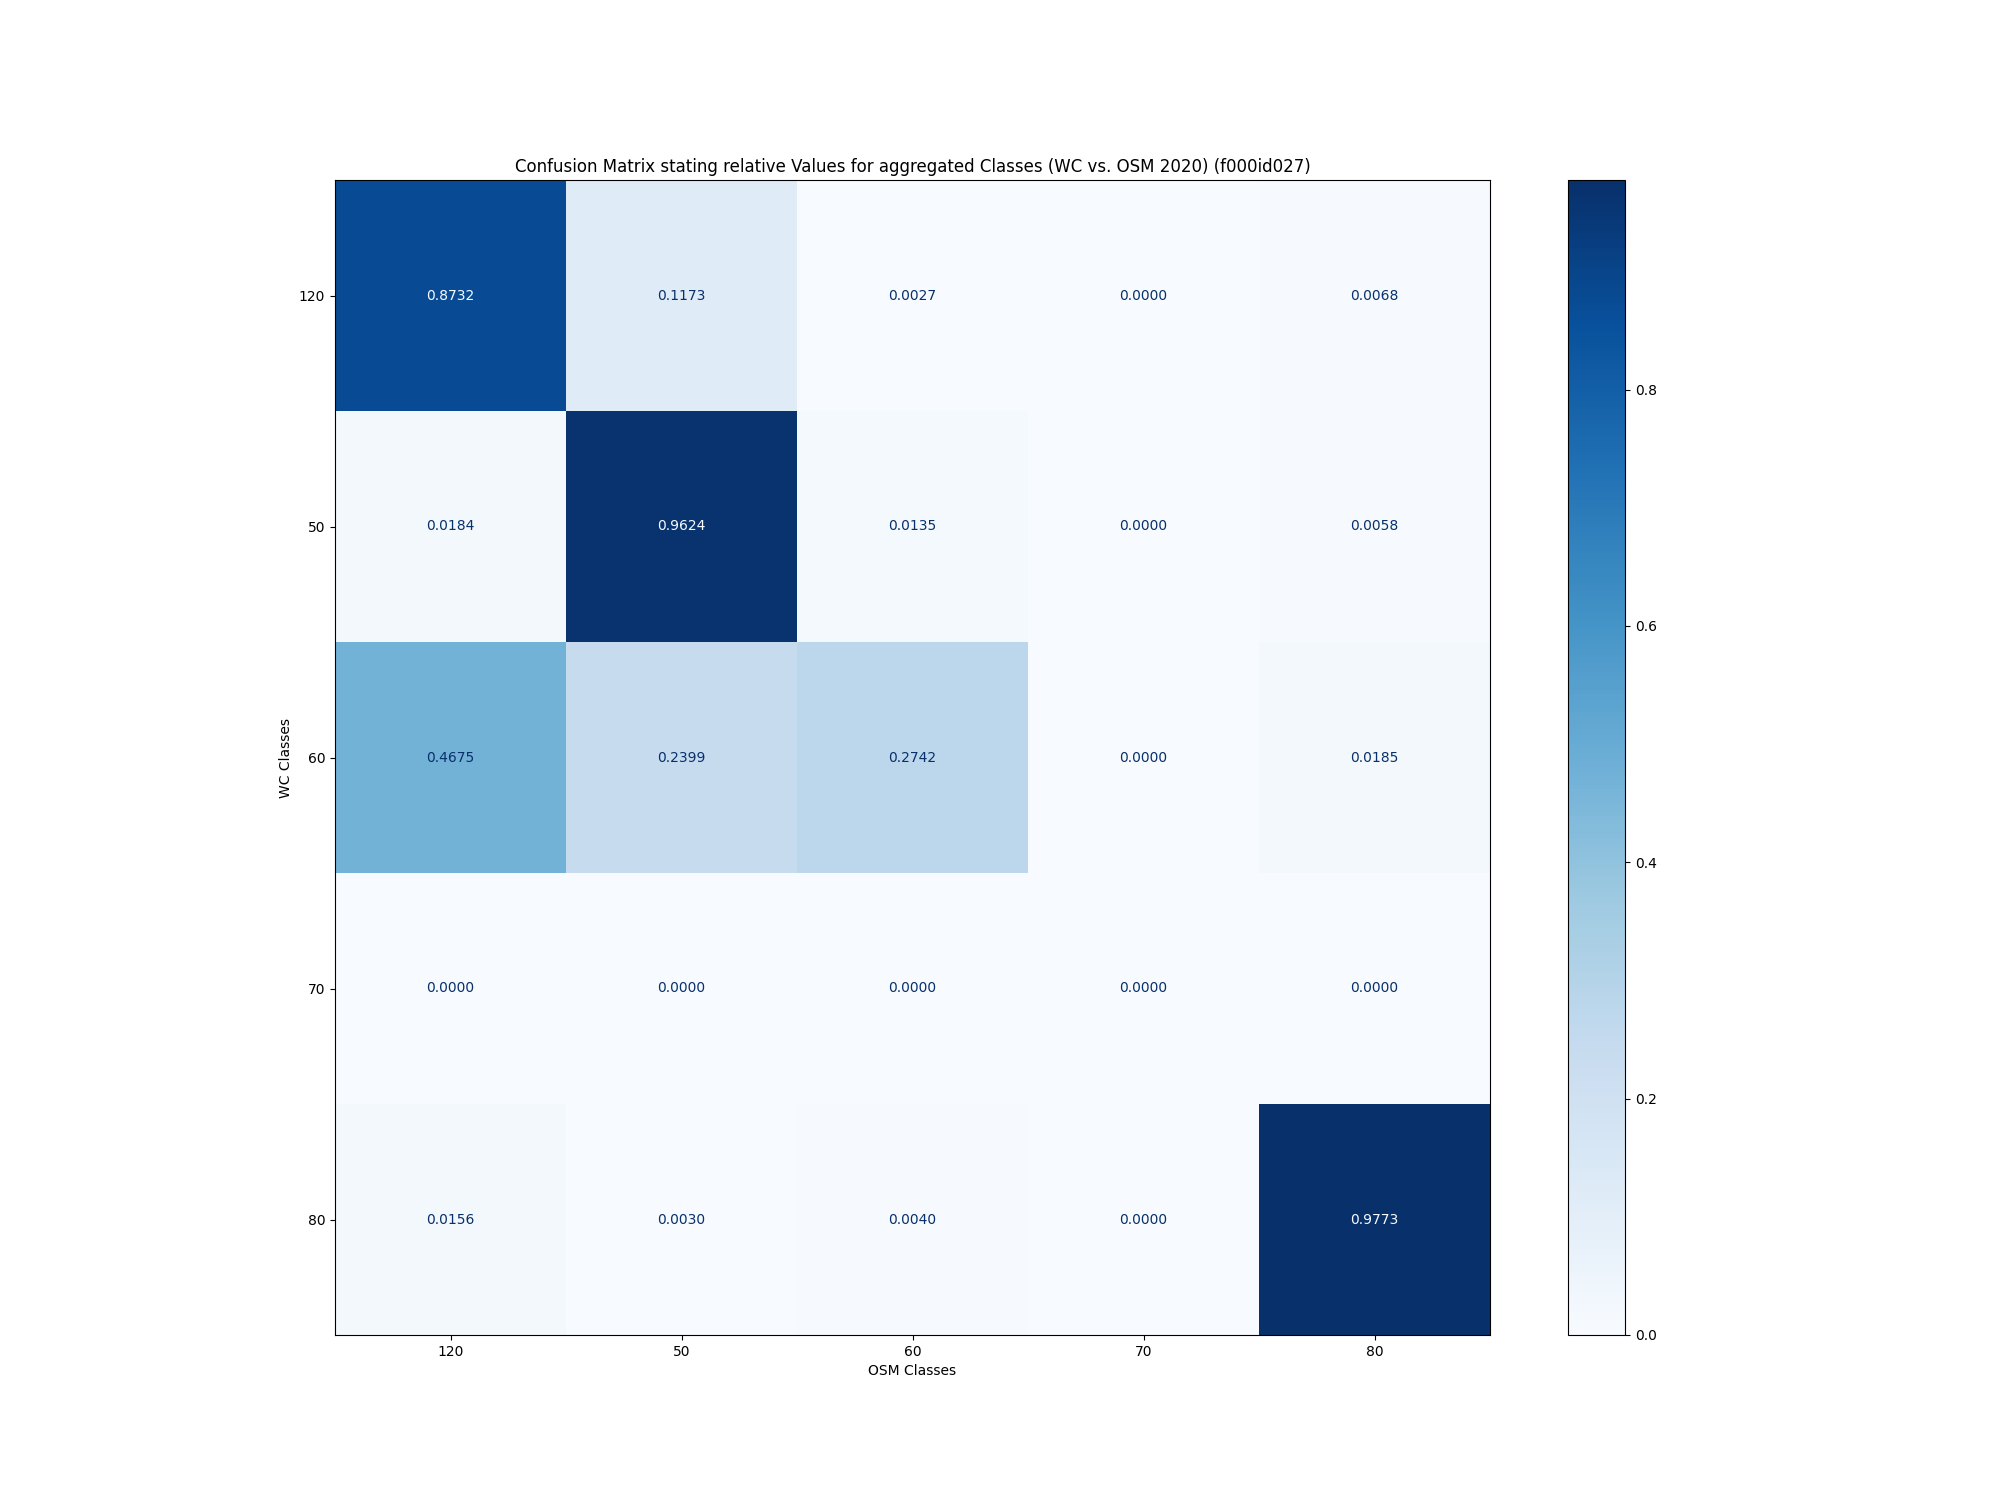 Confusion Matrix stating relative Values for aggregated Classes (WC vs. OSM 2020) (f000id027)
120 0.8732 0.1173 0.0027 0.0000 0.0068
50 0.0184 0.9624 0.0135 0.0000 0.0058
60 0.4675 0.2399 0.2742 0.0000 0.0185
70 0.0000 0.0000 0.0000 0.0000 0.0000
80 0.0156 0.0030 0.0040 0.0000 0.9773
120 50 60 70 80
OSM Classes
WC Classes
0.8
0.6
0.4
0.2
0.0